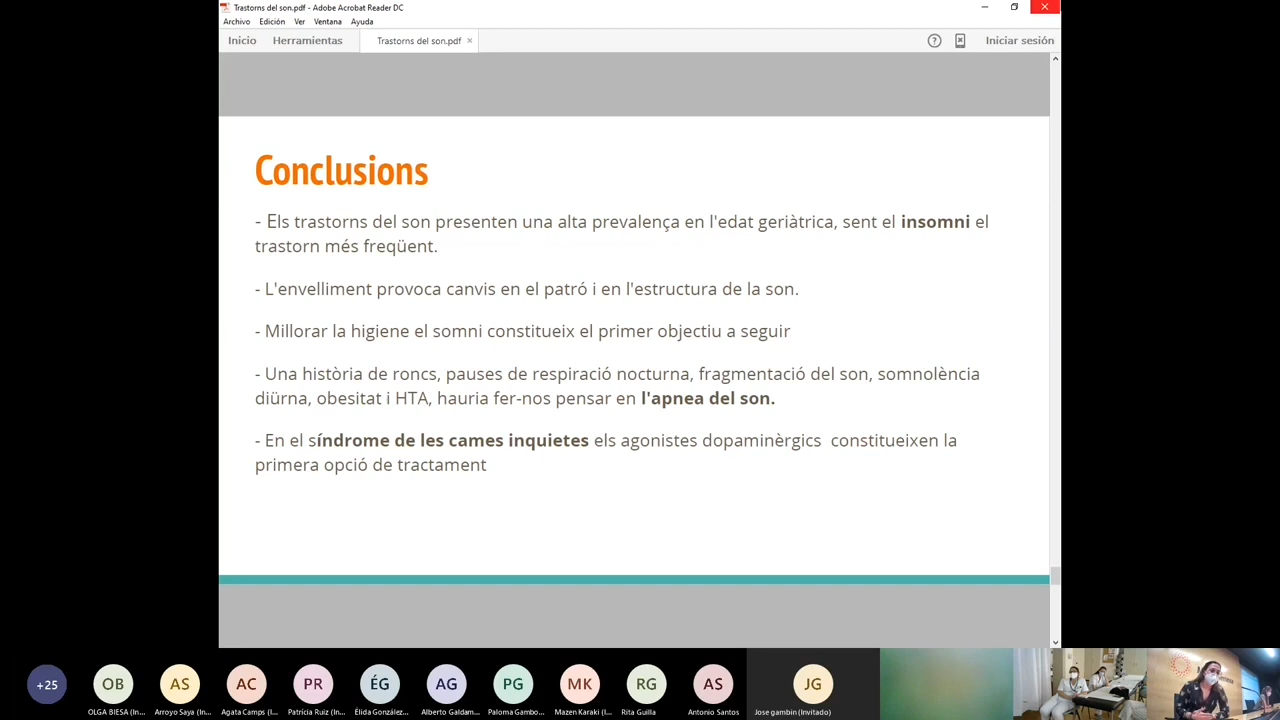 Trastorns del son.pdf - Adobe Acrobat Reader DC
Archivo Edición Ver Ventana Ayuda
Inicio Herramientas Trastorns del son.pdf × Iniciar sesión
Conclusions
- Els trastorns del son presenten una alta prevalença en l'edat geriàtrica, sent el insomni el
trastorn més freqüent.
- L'envelliment provoca canvis en el patró i en l'estructura de la son.
- Millorar la higiene el somni constitueix el primer objectiu a seguir
- Una història de roncs, pauses de respiració nocturna, fragmentació del son, somnolència
diürna, obesitat i HTA, hauria fer-nos pensar en l'apnea del son.
- En el síndrome de les cames inquietes els agonistes dopaminèrgics constitueixen la
primera opció de tractament
+25 OB AS AC PR ÉG AG PG MK RG AS JG
OLGA BIESA (In... Arroyo Saya (In... Agata Camps (I... Patrícia Ruiz (In... Élida González... Alberto Galdam... Paloma Gambo... Mazen Karaki (I... Rita Guilla Antonio Santos Jose gambin (Invitado)